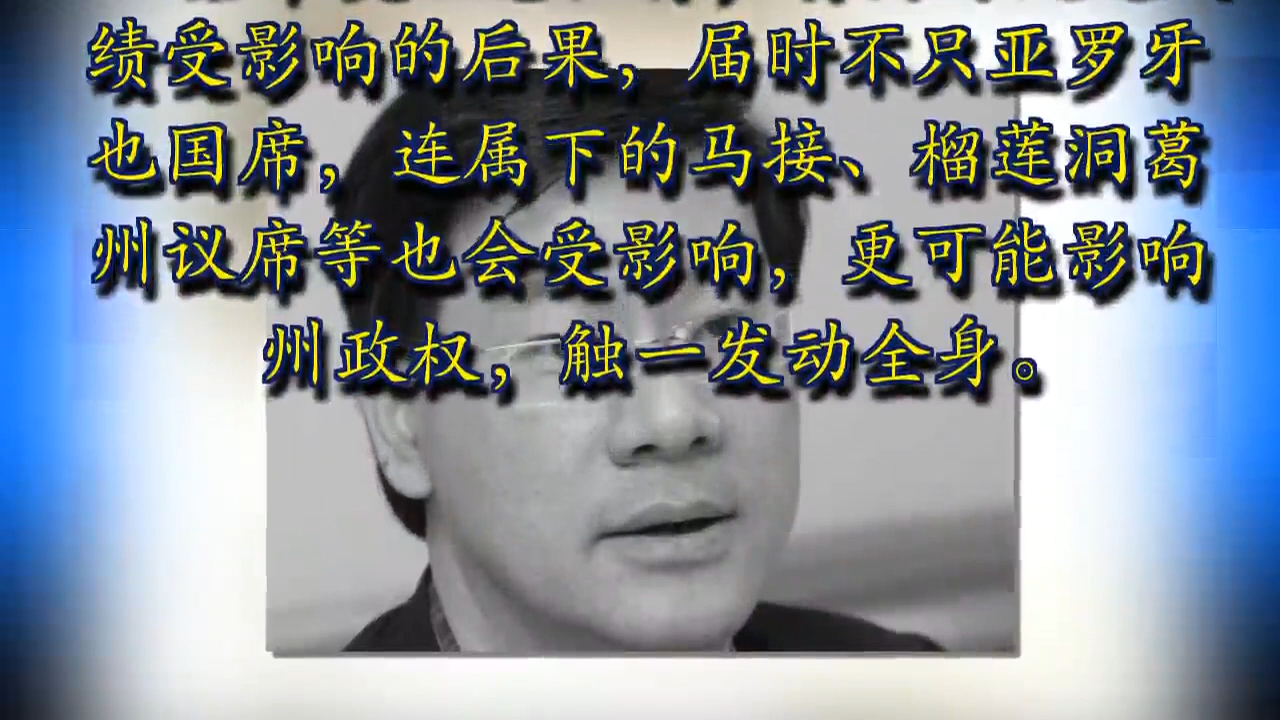 绩受影响的后果，届时不只亚罗牙
也国席，连属下的马接、榴莲洞葛
州议席等也会受影响，更可能影响
州政权，触一发动全身。